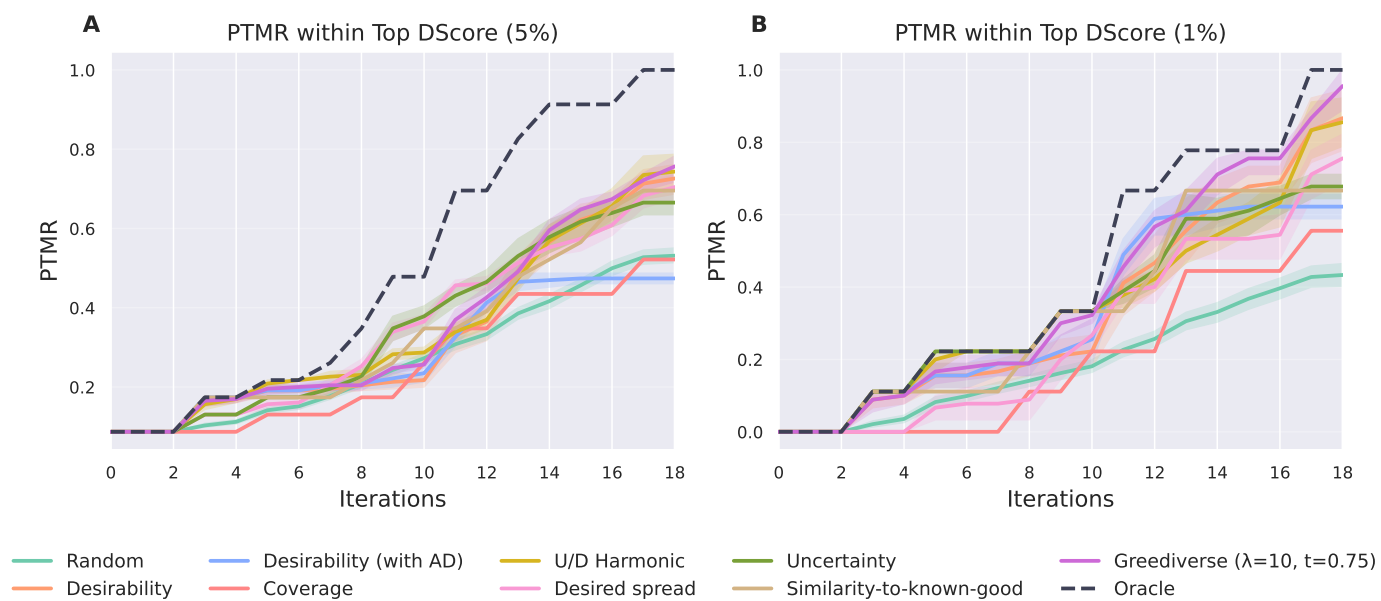 A
PTMR within Top DScore (5%)
1.0
0.8
0.6
0.4
0.2
PTMR
0 2 4 6 8 10 12 14 16 18
Iterations
B
PTMR within Top DScore (1%)
1.0
0.8
0.6
0.4
0.2
0.0
PTMR
0 2 4 6 8 10 12 14 16 18
Iterations
Random Desirability (with AD) U/D Harmonic Uncertainty Greediverse (λ=10, t=0.75)
Desirability Coverage Desired spread Similarity-to-known-good Oracle